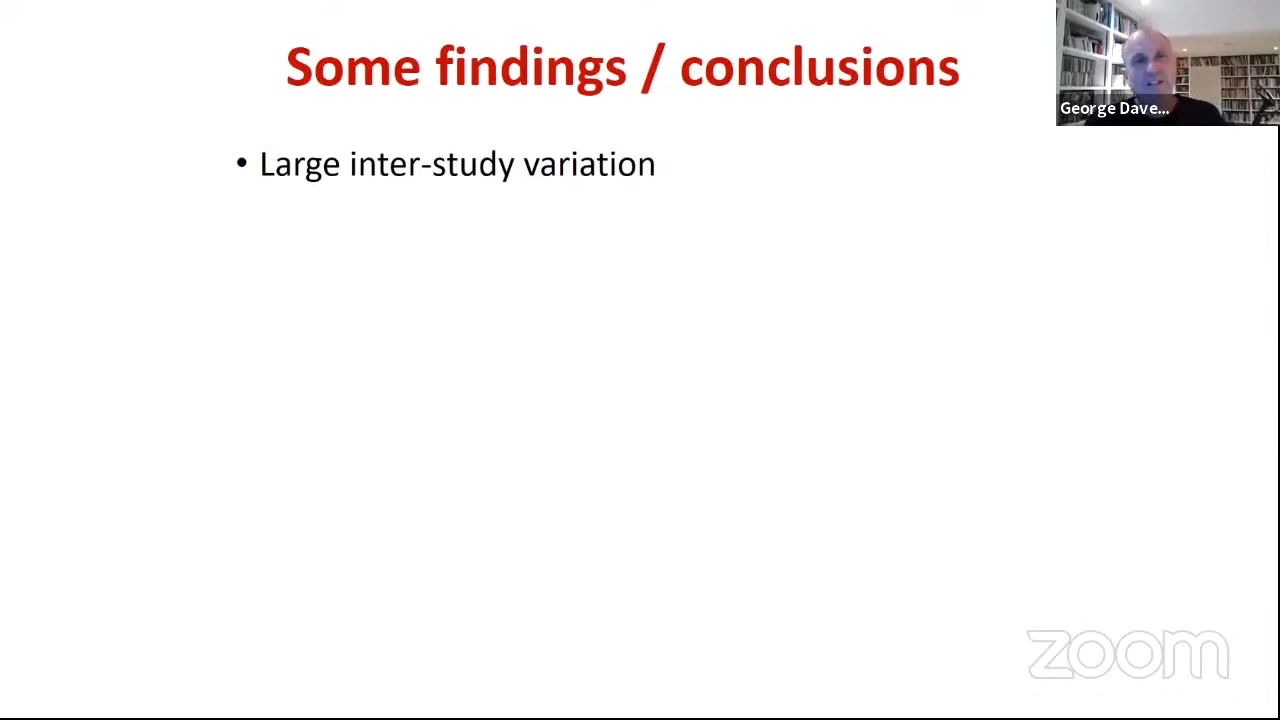 Some findings / conclusions
George Dave...
• Large inter-study variation
zoom